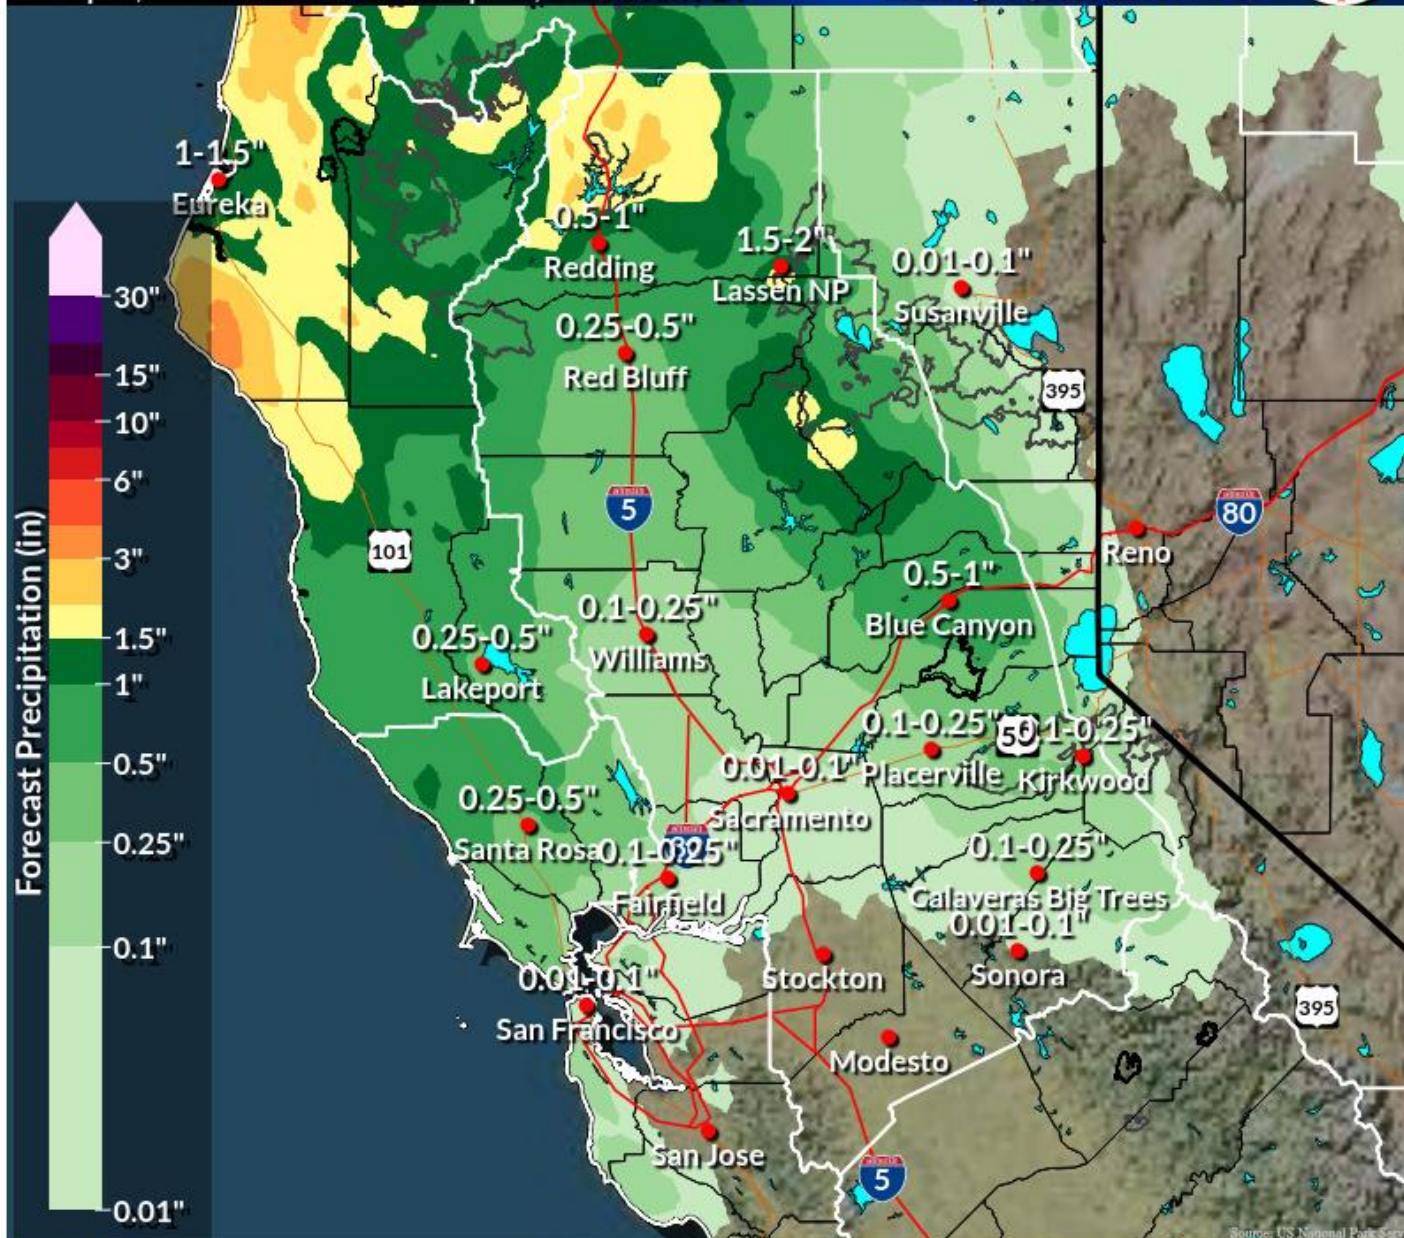 1-1.5"
Eureka
0.5-1"
Redding
1.5-2"
Lassen NP
0.01-0.1"
Susanville
0.25-0.5"
Red Bluff
395
30"
15"
10"
6"
3"
1.5"
1"
0.5"
0.25"
0.1"
0.01"
Forecast Precipitation (in)
5
101
80
Reno
0.5-1"
Blue Canyon
0.1-0.25"
Williams
0.25-0.5"
Lakeport
0.1-0.25"
Placerville
50
0.1-0.25"
Kirkwood
0.01-0.1"
Sacramento
0.25-0.5"
Santa Rosa
0.1-0.25"
Fairfield
0.1-0.25"
Calaveras Big Trees
0.01-0.1"
Sonora
Stockton
0.01-0.1"
San Francisco
395
Modesto
San Jose
5
Source: US National Park Serv